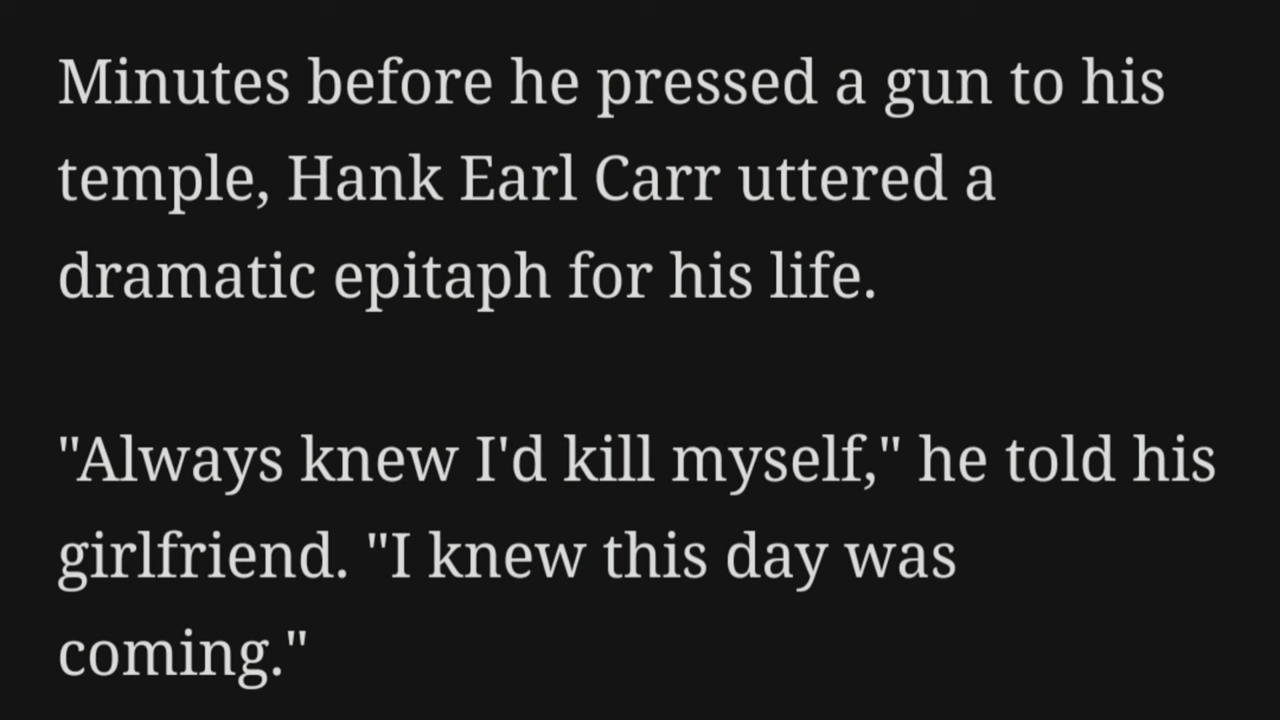 Minutes before he pressed a gun to his
temple, Hank Earl Carr uttered a
dramatic epitaph for his life.
"Always knew I'd kill myself," he told his
girlfriend. "I knew this day was
coming."